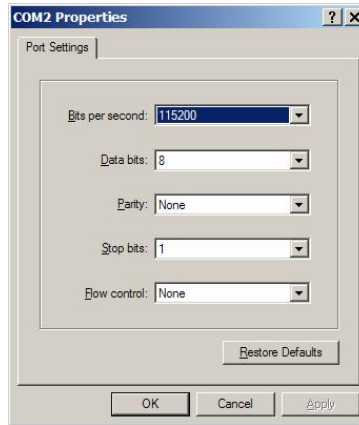 COM2 Properties
Port Settings
Bits per second: 115200
Data bits: 8
Parity: None
Stop bits: 1
Flow control: None
Restore Defaults
OK Cancel Apply